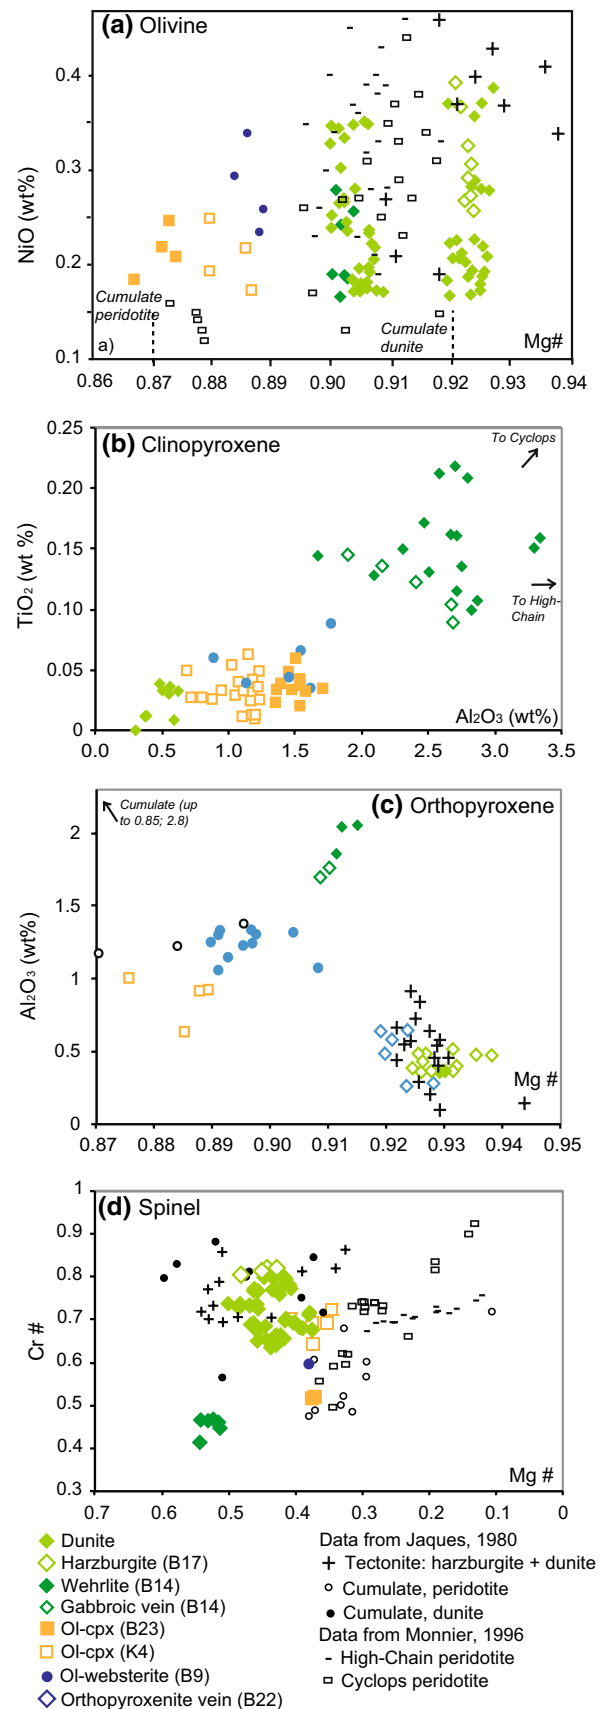 (a) Olivine
NiO (wt%)
0.4
0.3
0.2
0.1
Cumulate
peridotite
Cumulate
dunite
a)
Mg#
0.86 0.87 0.88 0.89 0.90 0.91 0.92 0.93 0.94
(b) Clinopyroxene
TiO₂ (wt %)
0.25
0.20
0.15
0.10
0.05
0
To Cyclops
To High-
Chain
Al₂O₃ (wt%)
0.0 0.5 1.0 1.5 2.0 2.5 3.0 3.5
(c) Orthopyroxene
Cumulate (up
to 0.85; 2.8)
Al₂O₃ (wt%)
2
1.5
1
0.5
0
Mg #
0.87 0.88 0.89 0.90 0.91 0.92 0.93 0.94 0.95
(d) Spinel
Cr #
1
0.9
0.8
0.7
0.6
0.5
0.4
0.3
Mg #
0.7 0.6 0.5 0.4 0.3 0.2 0.1 0
Dunite
Harzburgite (B17)
Wehrlite (B14)
Gabbroic vein (B14)
Ol-cpx (B23)
Ol-cpx (K4)
Ol-websterite (B9)
Orthopyroxenite vein (B22)
Data from Jaques, 1980
Tectonite: harzburgite + dunite
Cumulate, peridotite
Cumulate, dunite
Data from Monnier, 1996
High-Chain peridotite
Cyclops peridotite